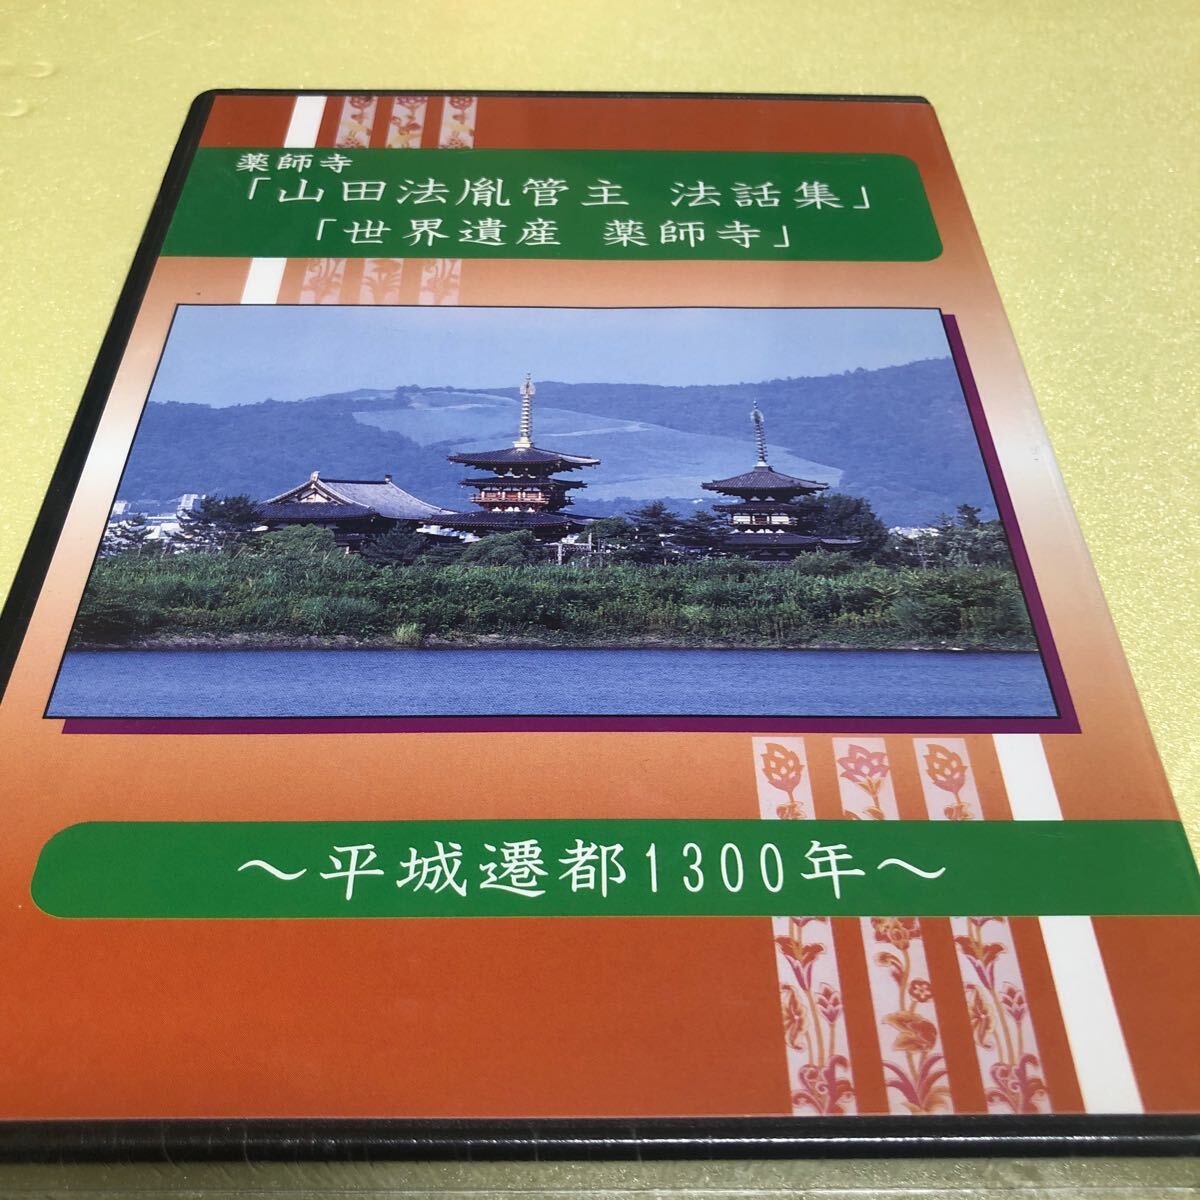 薬師寺
「山田法胤管主 法話集」
「世界遺産 薬師寺」
～平城遷都1300年～